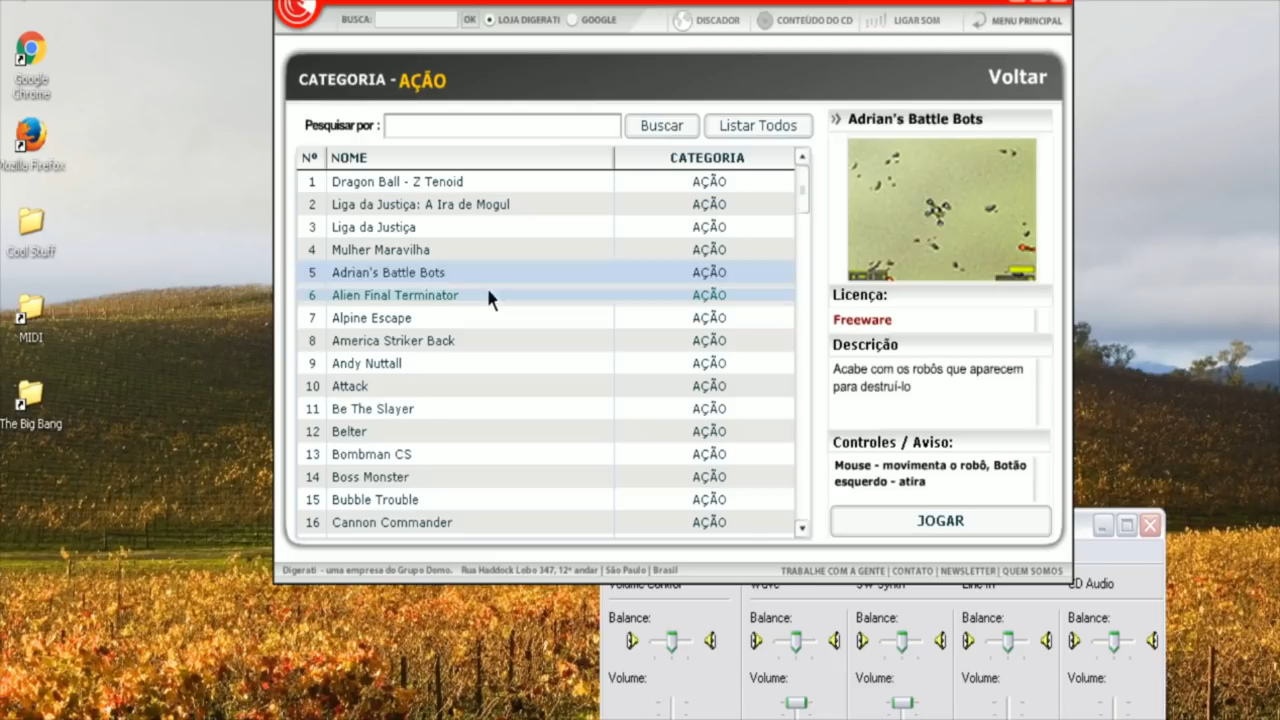 BUSCA: OK LOJA DIGERATI GOOGLE DISCADOR CONTEÚDO DO CD LIGAR SOM MENU PRINCIPAL
Google
Chrome
Mozilla Firefox
Cool Stuff
MIDI
The Big Bang
CATEGORIA - AÇÃO Voltar
Pesquisar por : Buscar Listar Todos
Nº NOME CATEGORIA
1 Dragon Ball - Z Tenoid AÇÃO
2 Liga da Justiça: A Ira de Mogul AÇÃO
3 Liga da Justiça AÇÃO
4 Mulher Maravilha AÇÃO
5 Adrian's Battle Bots AÇÃO
6 Alien Final Terminator AÇÃO
7 Alpine Escape AÇÃO
8 America Striker Back AÇÃO
9 Andy Nuttall AÇÃO
10 Attack AÇÃO
11 Be The Slayer AÇÃO
12 Belter AÇÃO
13 Bombman CS AÇÃO
14 Boss Monster AÇÃO
15 Bubble Trouble AÇÃO
16 Cannon Commander AÇÃO
Adrian's Battle Bots
Licença:
Freeware
Descrição
Acabe com os robôs que aparecem
para destruí-lo
Controles / Aviso:
Mouse - movimenta o robô, Botão
esquerdo - atira
JOGAR
Digerati - uma empresa do Grupo Domo. Rua Haddock Lobo 347, 12º andar | São Paulo | Brasil TRABALHE COM A GENTE | CONTATO | NEWSLETTER | QUEM SOMOS
Volume Control Wave SW Synth Line In CD Audio
Balance: Balance: Balance: Balance: Balance:
Volume: Volume: Volume: Volume: Volume: